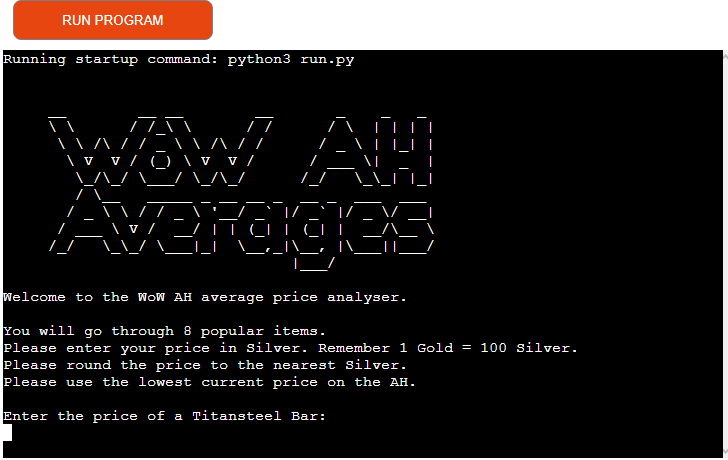 RUN PROGRAM
Running startup command: python3 run.py
WoW AH
Averages
Welcome to the WoW AH average price analyser.
You will go through 8 popular items.
Please enter your price in Silver. Remember 1 Gold = 100 Silver.
Please round the price to the nearest Silver.
Please use the lowest current price on the AH.
Enter the price of a Titansteel Bar: